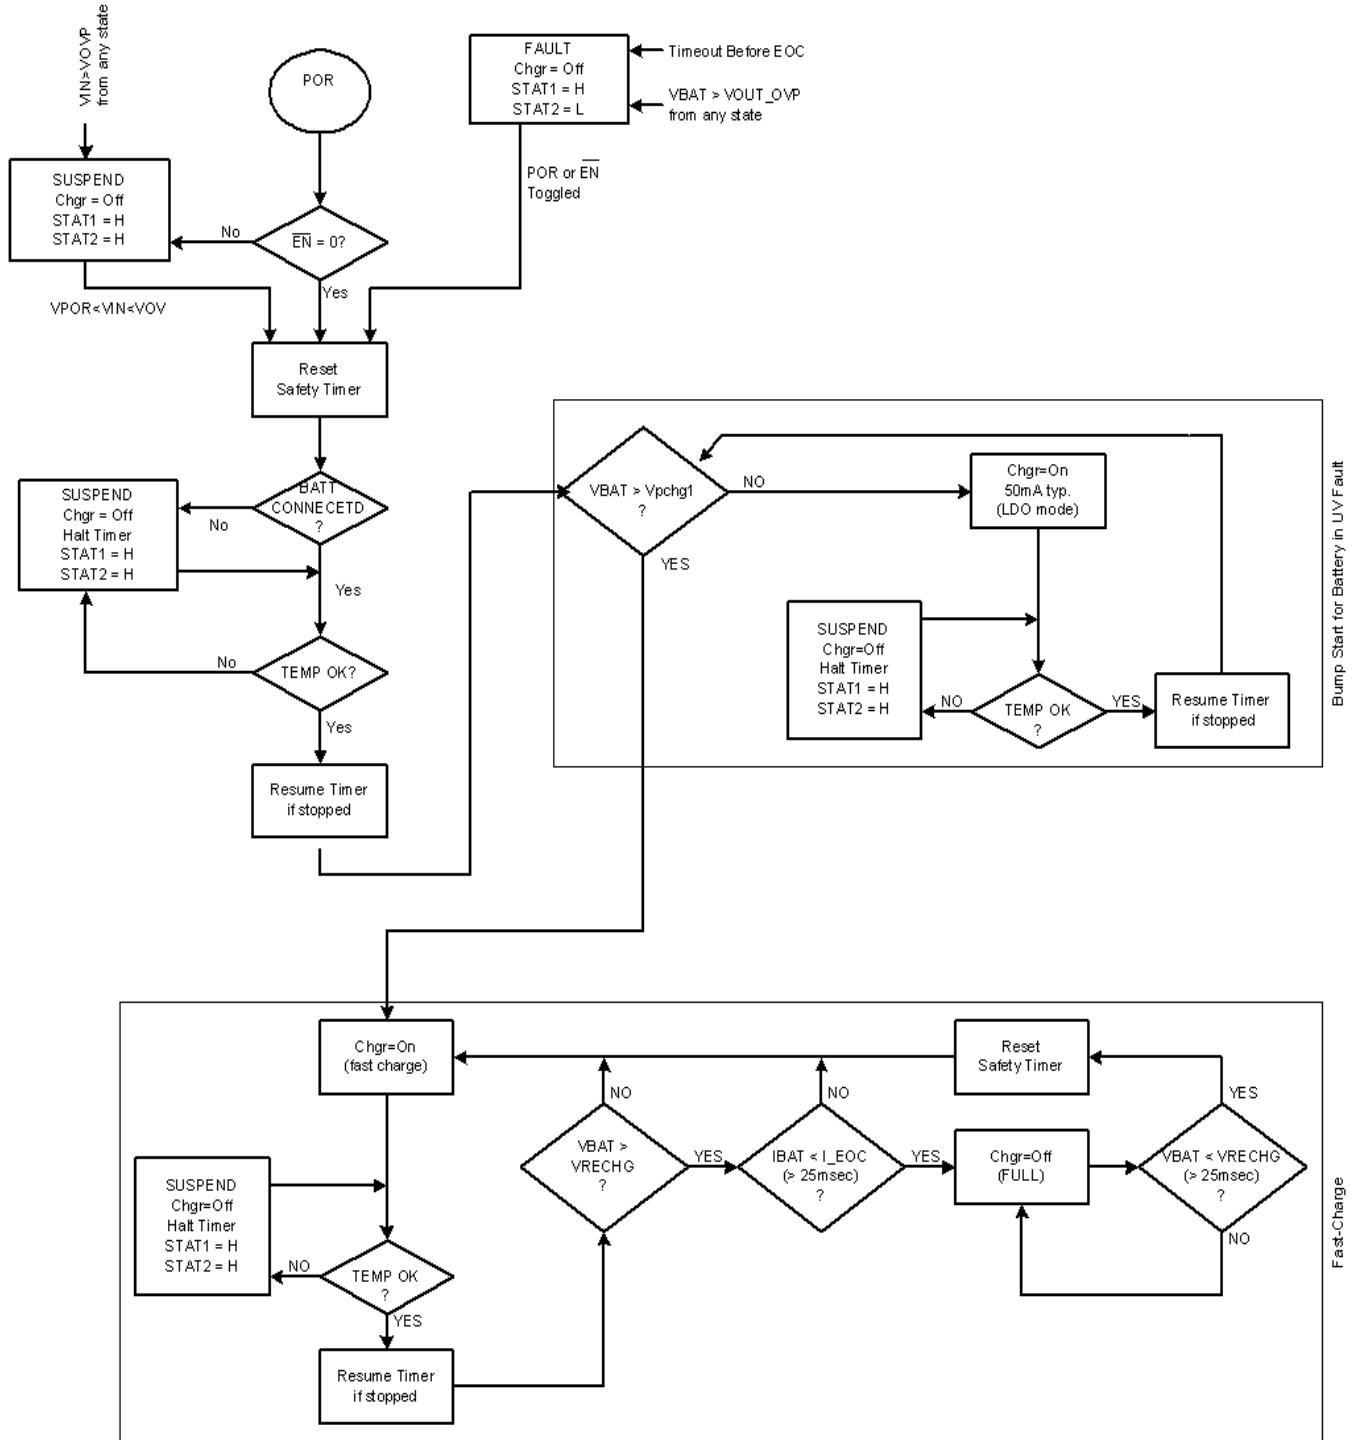 VIN>VOVP
from any state
POR
FAULT
Chgr = Off
STAT1 = H
STAT2 = L
Timeout Before EOC
VBAT > VOUT_OVP
from any state
SUSPEND
Chgr = Off
STAT1 = H
STAT2 = H
No
EN = 0?
POR or EN
Toggled
Yes
VPOR<VIN<VOV
Reset
Safety Timer
SUSPEND
Chgr = Off
Halt Timer
STAT1 = H
STAT2 = H
No
BATT
CONNECETD
?
Yes
No
TEMP OK?
Yes
Resume Timer
if stopped
VBAT > Vpchg1
?
NO
YES
Chgr=On
50mA typ.
(LDO mode)
SUSPEND
Chgr=Off
Halt Timer
STAT1 = H
STAT2 = H
NO
TEMP OK
?
YES
Resume Timer
if stopped
Bump Start for Battery in UV Fault
Chgr=On
(fast charge)
NO
NO
Reset
Safety Timer
YES
VBAT >
VRECHG
?
YES
IBAT < I_EOC
(> 25msec)
?
YES
Chgr=Off
(FULL)
VBAT < VRECHG
(> 25msec)
?
NO
SUSPEND
Chgr=Off
Halt Timer
STAT1 = H
STAT2 = H
NO
TEMP OK
?
YES
Resume Timer
if stopped
Fast-Charge